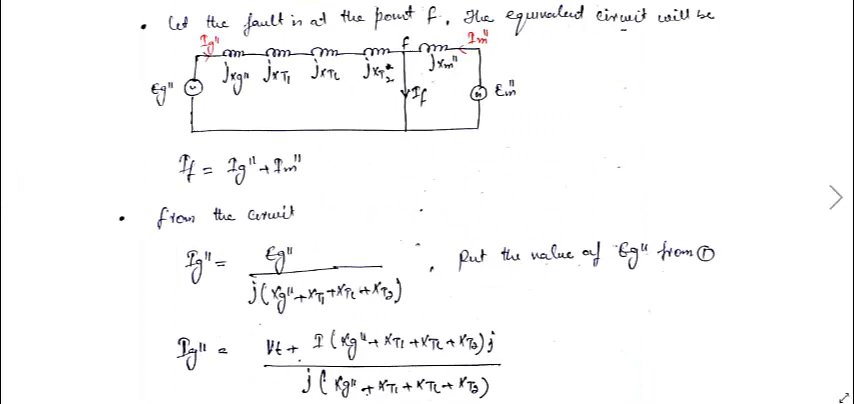 • Let the fault is at the point f, The equivalent circuit will be
Ig" f Im"
jxg" jxT1 jxTL jxT2 jxm"
Eg" If Em"
If = Ig" + Im"
• from the circuit
Ig" = Eg" / j(xg"+xT1+xTL+xT2) , Put the value of Eg" from ①
Ig" = Vt + I(xg"+xT1+xTL+xT2)j / j(xg"+xT1+xTL+xT2)